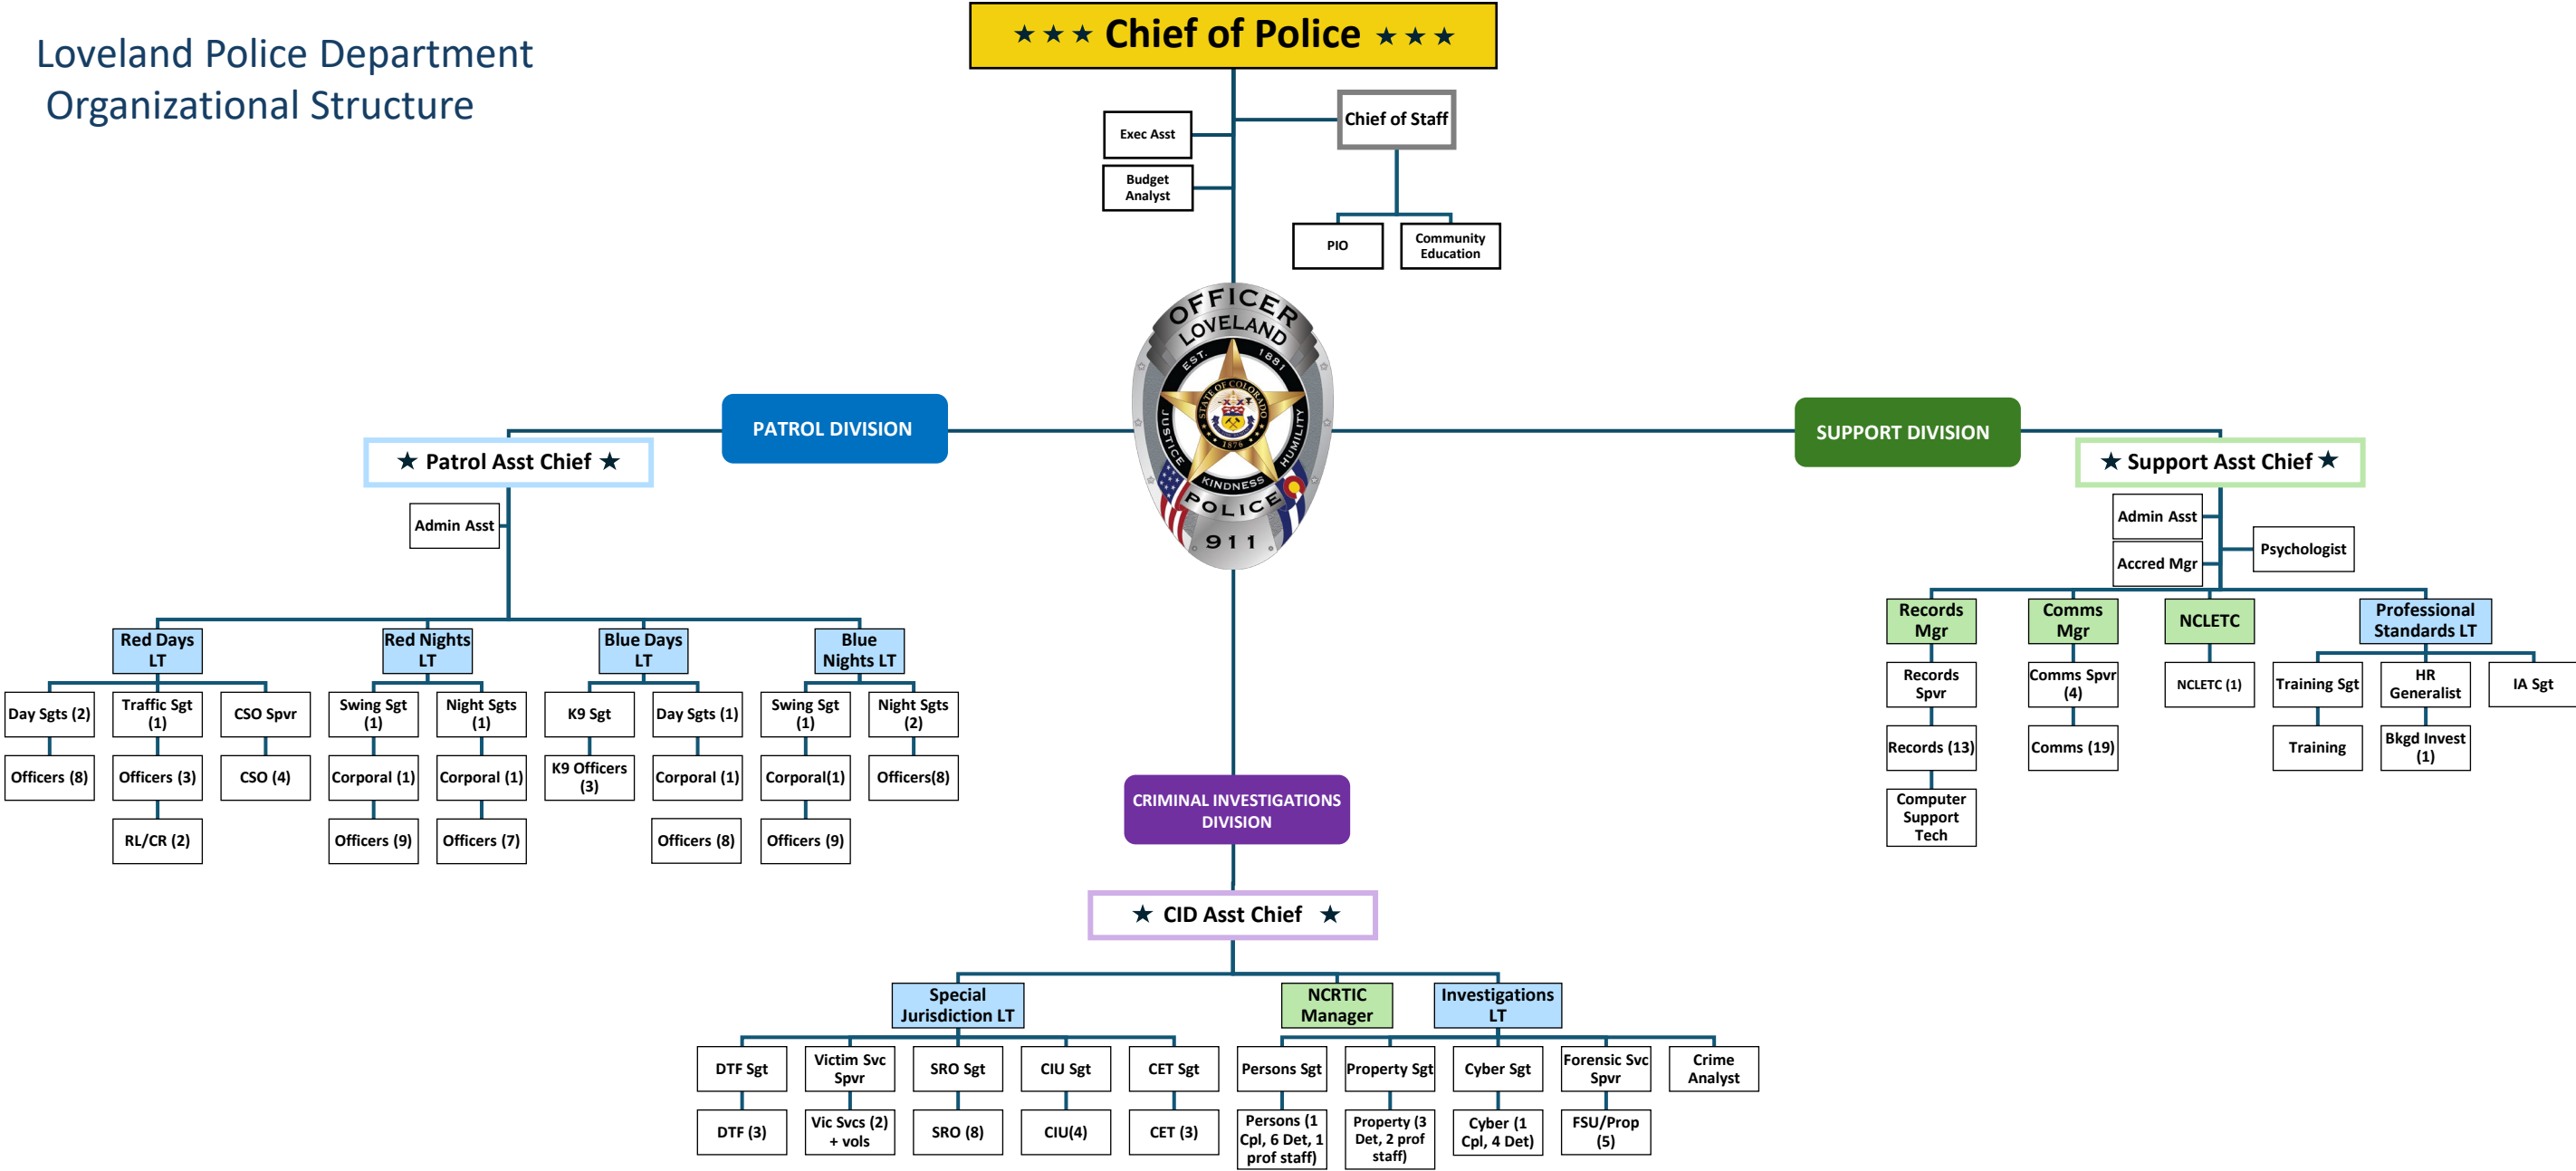 Loveland Police Department
Organizational Structure
★ ★ ★ Chief of Police ★ ★ ★
Chief of Staff
Exec Asst
Budget
Analyst
PIO
Community
Education
OFFICER
LOVELAND
EST. 1881
STATE OF COLORADO
1876
JUSTICE
HUMILITY
KINDNESS
POLICE
911
PATROL DIVISION
★ Patrol Asst Chief ★
Admin Asst
Red Days
LT
Red Nights
LT
Blue Days
LT
Blue
Nights LT
Day Sgts (2)
Traffic Sgt
(1)
CSO Spvr
Swing Sgt
(1)
Night Sgts
(1)
K9 Sgt
Day Sgts (1)
Swing Sgt
(1)
Night Sgts
(2)
Officers (8)
Officers (3)
CSO (4)
Corporal (1)
Corporal (1)
K9 Officers
(3)
Corporal (1)
Corporal(1)
Officers(8)
RL/CR (2)
Officers (9)
Officers (7)
Officers (8)
Officers (9)
SUPPORT DIVISION
★ Support Asst Chief ★
Admin Asst
Psychologist
Accred Mgr
Records
Mgr
Comms
Mgr
NCLETC
Professional
Standards LT
Records
Spvr
Comms Spvr
(4)
NCLETC (1)
Training Sgt
HR
Generalist
IA Sgt
Records (13)
Comms (19)
Training
Bkgd Invest
(1)
Computer
Support
Tech
CRIMINAL INVESTIGATIONS
DIVISION
★ CID Asst Chief ★
Special
Jurisdiction LT
NCRTIC
Manager
Investigations
LT
DTF Sgt
Victim Svc
Spvr
SRO Sgt
CIU Sgt
CET Sgt
Persons Sgt
Property Sgt
Cyber Sgt
Forensic Svc
Spvr
Crime
Analyst
DTF (3)
Vic Svcs (2)
+ vols
SRO (8)
CIU(4)
CET (3)
Persons (1
Cpl, 6 Det, 1
prof staff)
Property (3
Det, 2 prof
staff)
Cyber (1
Cpl, 4 Det)
FSU/Prop
(5)